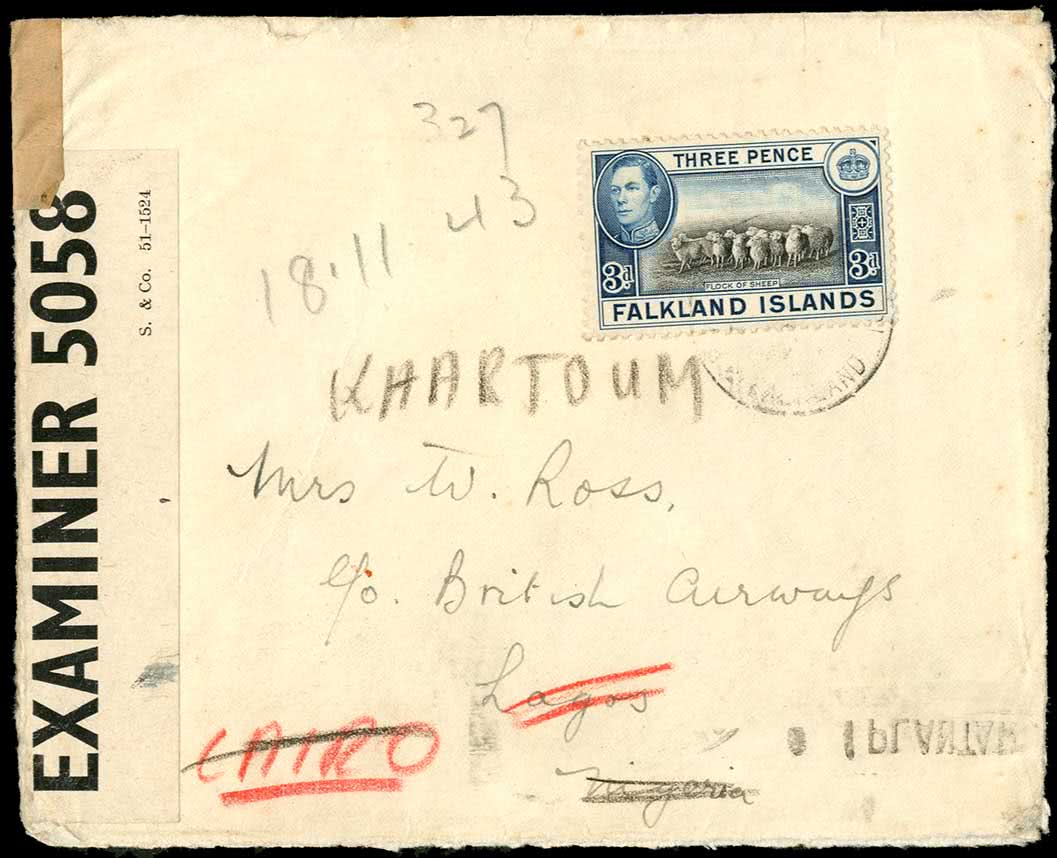 EXAMINER 5058
S. & Co. 51-1524
327
43
18.11
THREE PENCE
3d 3d
FLOCK OF SHEEP
FALKLAND ISLANDS
KHARTOUM
Mrs W. Ross,
c/o. British Airways
Lagos
CAIRO
Nigeria